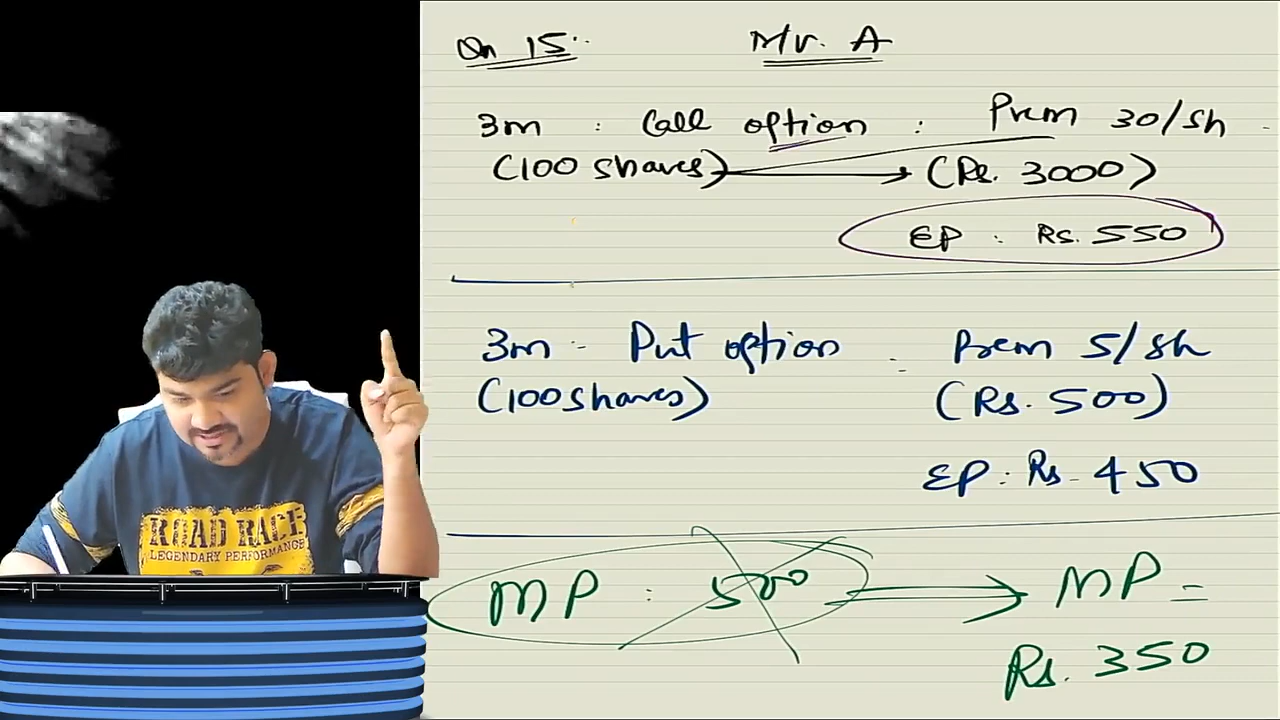 On 15
Mr. A
3m : Call option : Prem 30/sh
(100 shares) (Rs. 3000)
EP : Rs. 550
3m - Put option - Prem 5/sh
(100 shares) (Rs. 500)
EP : Rs - 450
MP : 500 MP =
Rs. 350
ROAD RACE
LEGENDARY PERFORMANCE